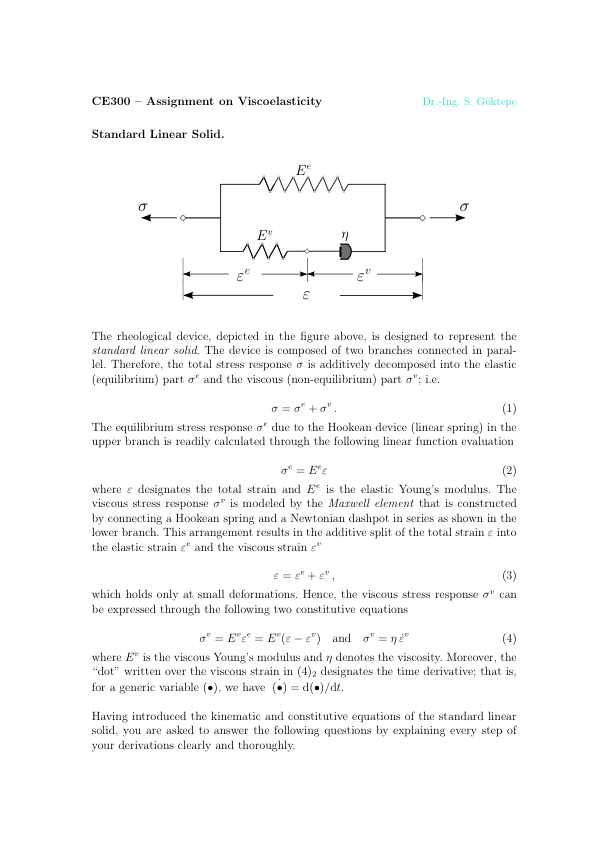 CE300 – Assignment on Viscoelasticity Dr.-Ing. S. Göktepe
Standard Linear Solid.
E^e
σ σ
E^v η
ε^e ε^v
ε
The rheological device, depicted in the figure above, is designed to represent the
standard linear solid. The device is composed of two branches connected in paral-
lel. Therefore, the total stress response σ is additively decomposed into the elastic
(equilibrium) part σ^e and the viscous (non-equilibrium) part σ^v; i.e.
σ = σ^e + σ^v . (1)
The equilibrium stress response σ^e due to the Hookean device (linear spring) in the
upper branch is readily calculated through the following linear function evaluation
σ^e = E^e ε (2)
where ε designates the total strain and E^e is the elastic Young's modulus. The
viscous stress response σ^v is modeled by the Maxwell element that is constructed
by connecting a Hookean spring and a Newtonian dashpot in series as shown in the
lower branch. This arrangement results in the additive split of the total strain ε into
the elastic strain ε^e and the viscous strain ε^v
ε = ε^e + ε^v , (3)
which holds only at small deformations. Hence, the viscous stress response σ^v can
be expressed through the following two constitutive equations
σ^v = E^v ε^e = E^v(ε − ε^v) and σ^v = η ε̇^v (4)
where E^v is the viscous Young's modulus and η denotes the viscosity. Moreover, the
“dot” written over the viscous strain in (4)₂ designates the time derivative; that is,
for a generic variable (•), we have (•̇) = d(•)/dt.
Having introduced the kinematic and constitutive equations of the standard linear
solid, you are asked to answer the following questions by explaining every step of
your derivations clearly and thoroughly.